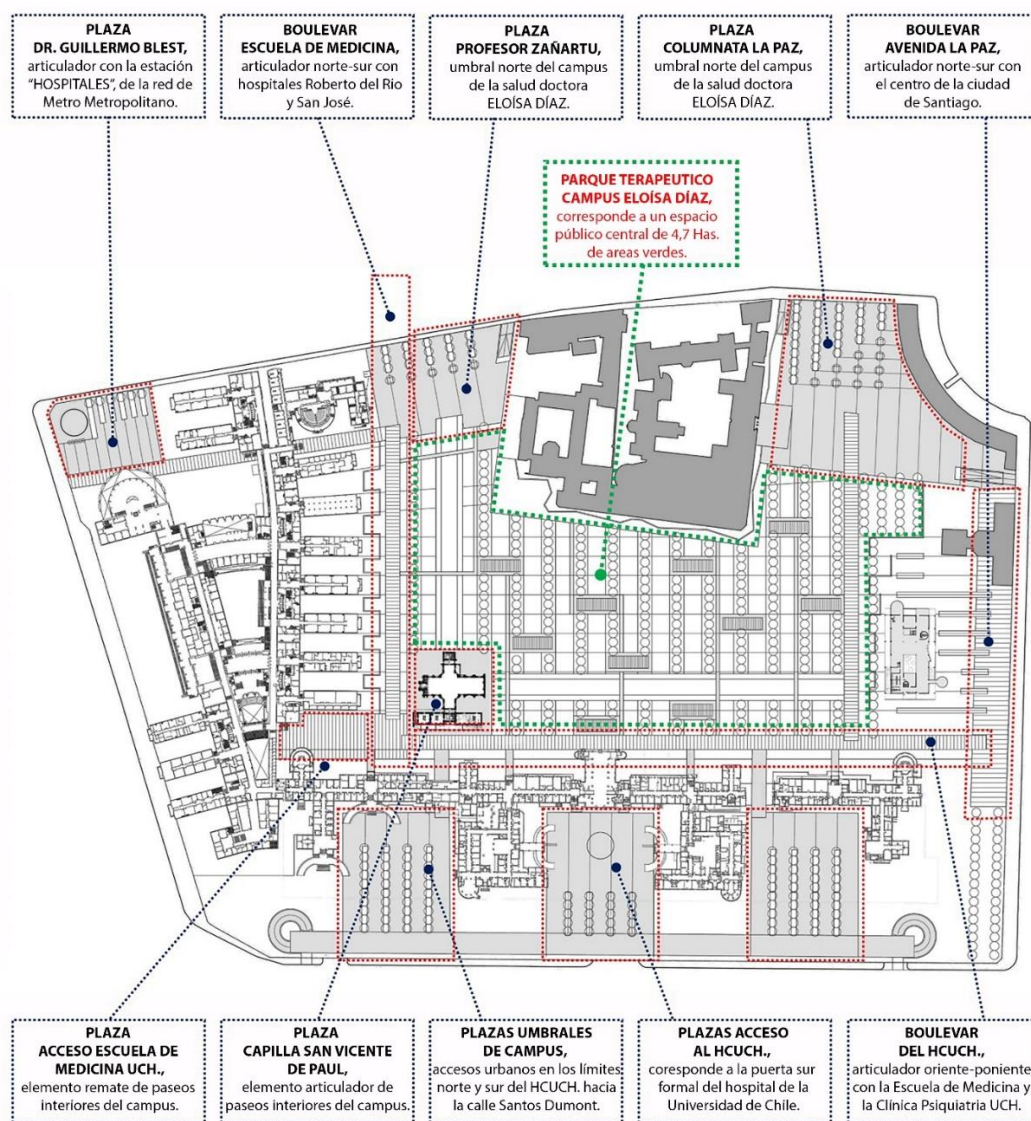 PLAZA
DR. GUILLERMO BLEST,
articulador con la estación
"HOSPITALES", de la red de
Metro Metropolitano.
BOULEVAR
ESCUELA DE MEDICINA,
articulador norte-sur con
hospitales Roberto del Rio
y San José.
PLAZA
PROFESOR ZAÑARTU,
umbral norte del campus
de la salud doctora
ELOÍSA DÍAZ.
PLAZA
COLUMNATA LA PAZ,
umbral norte del campus
de la salud doctora
ELOÍSA DÍAZ.
BOULEVAR
AVENIDA LA PAZ,
articulador norte-sur con
el centro de la ciudad
de Santiago.
PARQUE TERAPEUTICO
CAMPUS ELOÍSA DÍAZ,
corresponde a un espacio
público central de 4,7 Has.
de areas verdes.
PLAZA
ACCESO ESCUELA DE
MEDICINA UCH.,
elemento remate de paseos
interiores del campus.
PLAZA
CAPILLA SAN VICENTE
DE PAUL,
elemento articulador de
paseos interiores del campus.
PLAZAS UMBRALES
DE CAMPUS,
accesos urbanos en los límites
norte y sur del HCUCH. hacia
la calle Santos Dumont.
PLAZAS ACCESO
AL HCUCH.,
coresponde a la puerta sur
formal del hospital de la
Universidad de Chile.
BOULEVAR
DEL HCUCH.,
articulador oriente-poniente
con la Escuela de Medicina y
la Clínica Psiquiatria UCH.